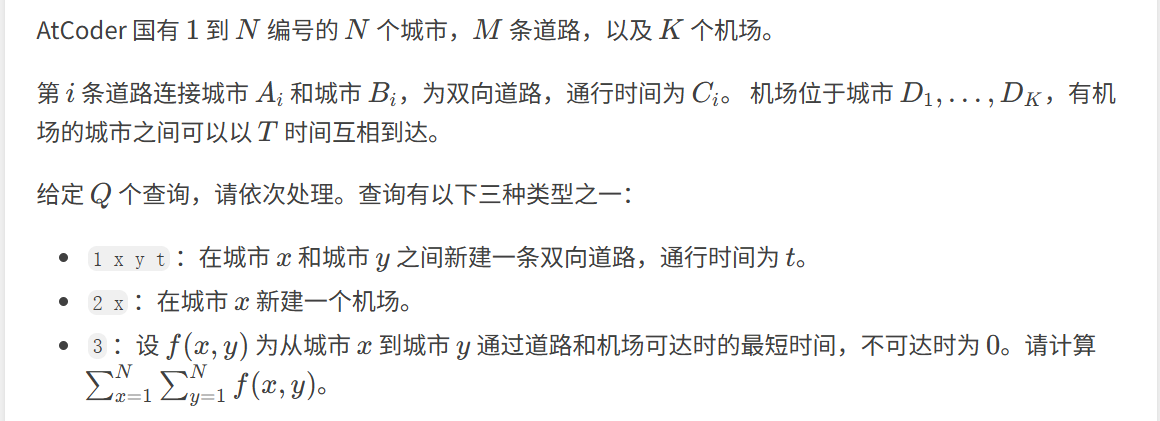 AtCoder 国有 1 到 N 编号的 N 个城市，M 条道路，以及 K 个机场。
第 i 条道路连接城市 A_i 和城市 B_i，为双向道路，通行时间为 C_i。 机场位于城市 D_1, . . . , D_K，有机
场的城市之间可以以 T 时间互相到达。
给定 Q 个查询，请依次处理。查询有以下三种类型之一：
• 1 x y t ：在城市 x 和城市 y 之间新建一条双向道路，通行时间为 t。
• 2 x ：在城市 x 新建一个机场。
• 3 ：设 f(x, y) 为从城市 x 到城市 y 通过道路和机场可达时的最短时间，不可达时为 0。请计算
∑_{x=1}^{N} ∑_{y=1}^{N} f(x, y)。